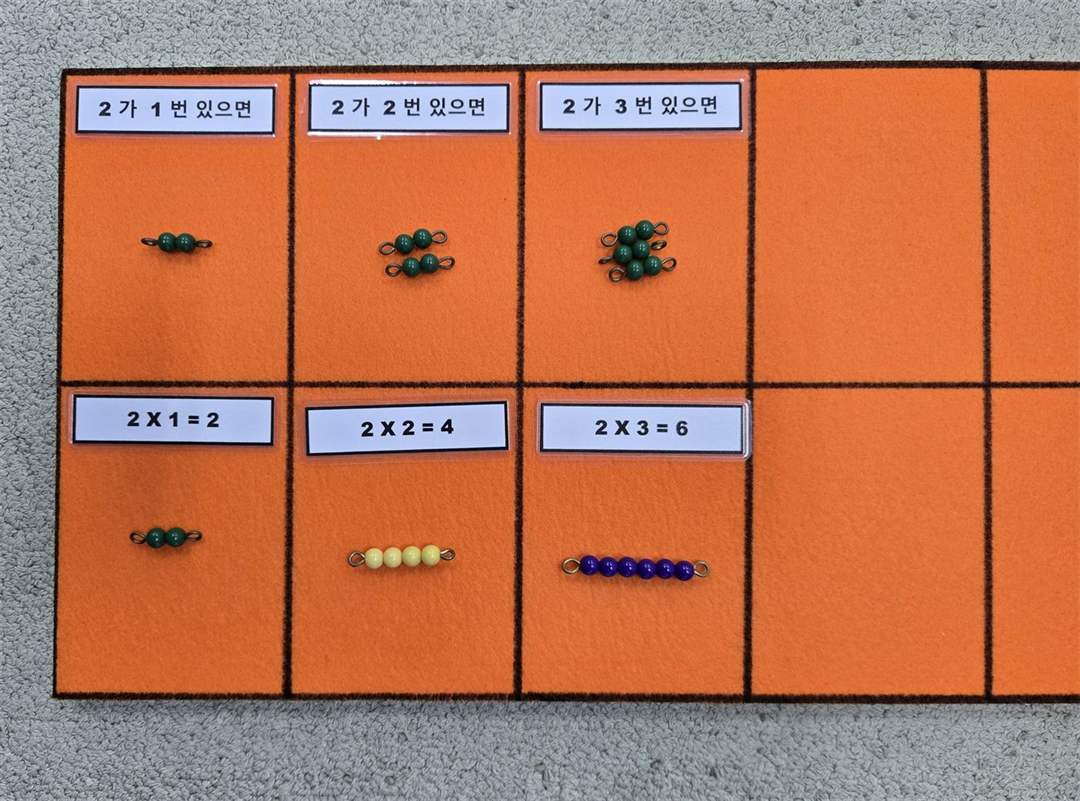 2 가 1 번 있으면
2 가 2 번 있으면
2 가 3 번 있으면
2 X 1 = 2
2 X 2 = 4
2 X 3 = 6